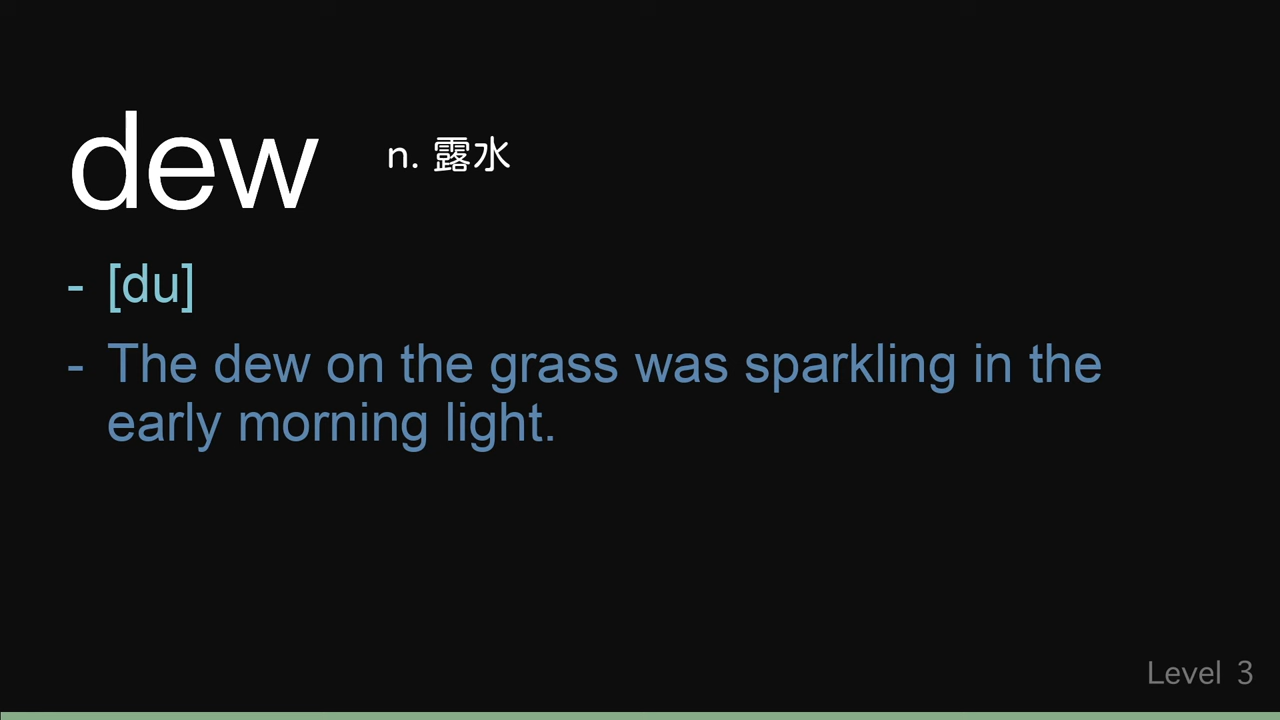 dew n. 露水
- [du]
- The dew on the grass was sparkling in the
early morning light.
Level 3